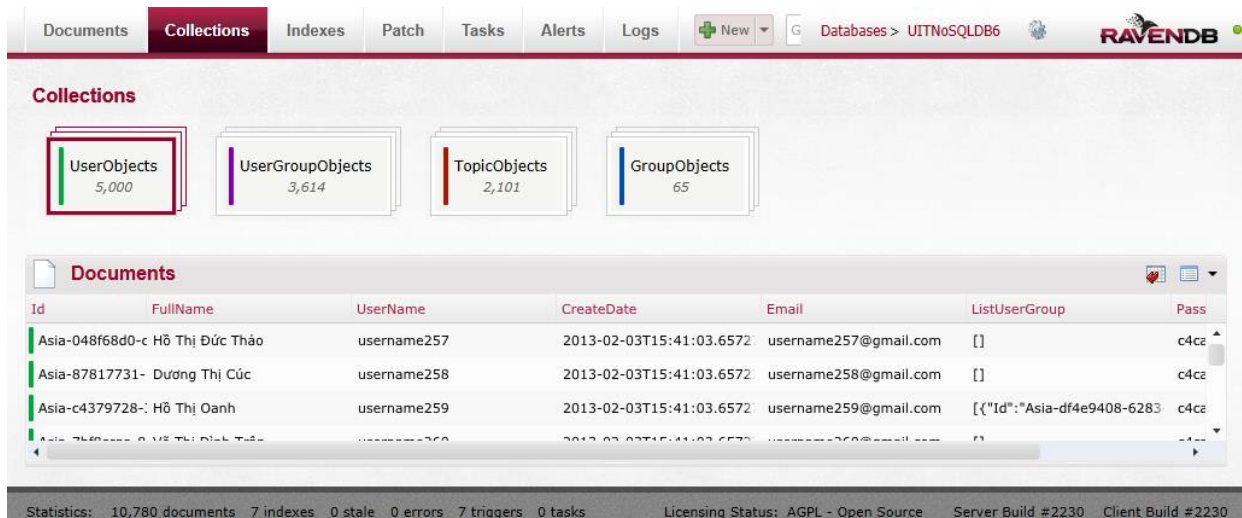 Documents Collections Indexes Patch Tasks Alerts Logs New G Databases > UITNoSQLDB6 RAVENDB
Collections
UserObjects UserGroupObjects TopicObjects GroupObjects
5,000 3,614 2,101 65
Documents
Id FullName UserName CreateDate Email ListUserGroup Pass
Asia-048f68d0-c Hồ Thị Đức Thảo username257 2013-02-03T15:41:03.6572 username257@gmail.com [] c4ca
Asia-87817731- Dương Thị Cúc username258 2013-02-03T15:41:03.6572 username258@gmail.com [] c4ca
Asia-c4379728- Hồ Thị Oanh username259 2013-02-03T15:41:03.6572 username259@gmail.com [{"Id":"Asia-df4e9408-6283- c4ca
Statistics: 10,780 documents 7 indexes 0 stale 0 errors 7 triggers 0 tasks Licensing Status: AGPL - Open Source Server Build #2230 Client Build #2230